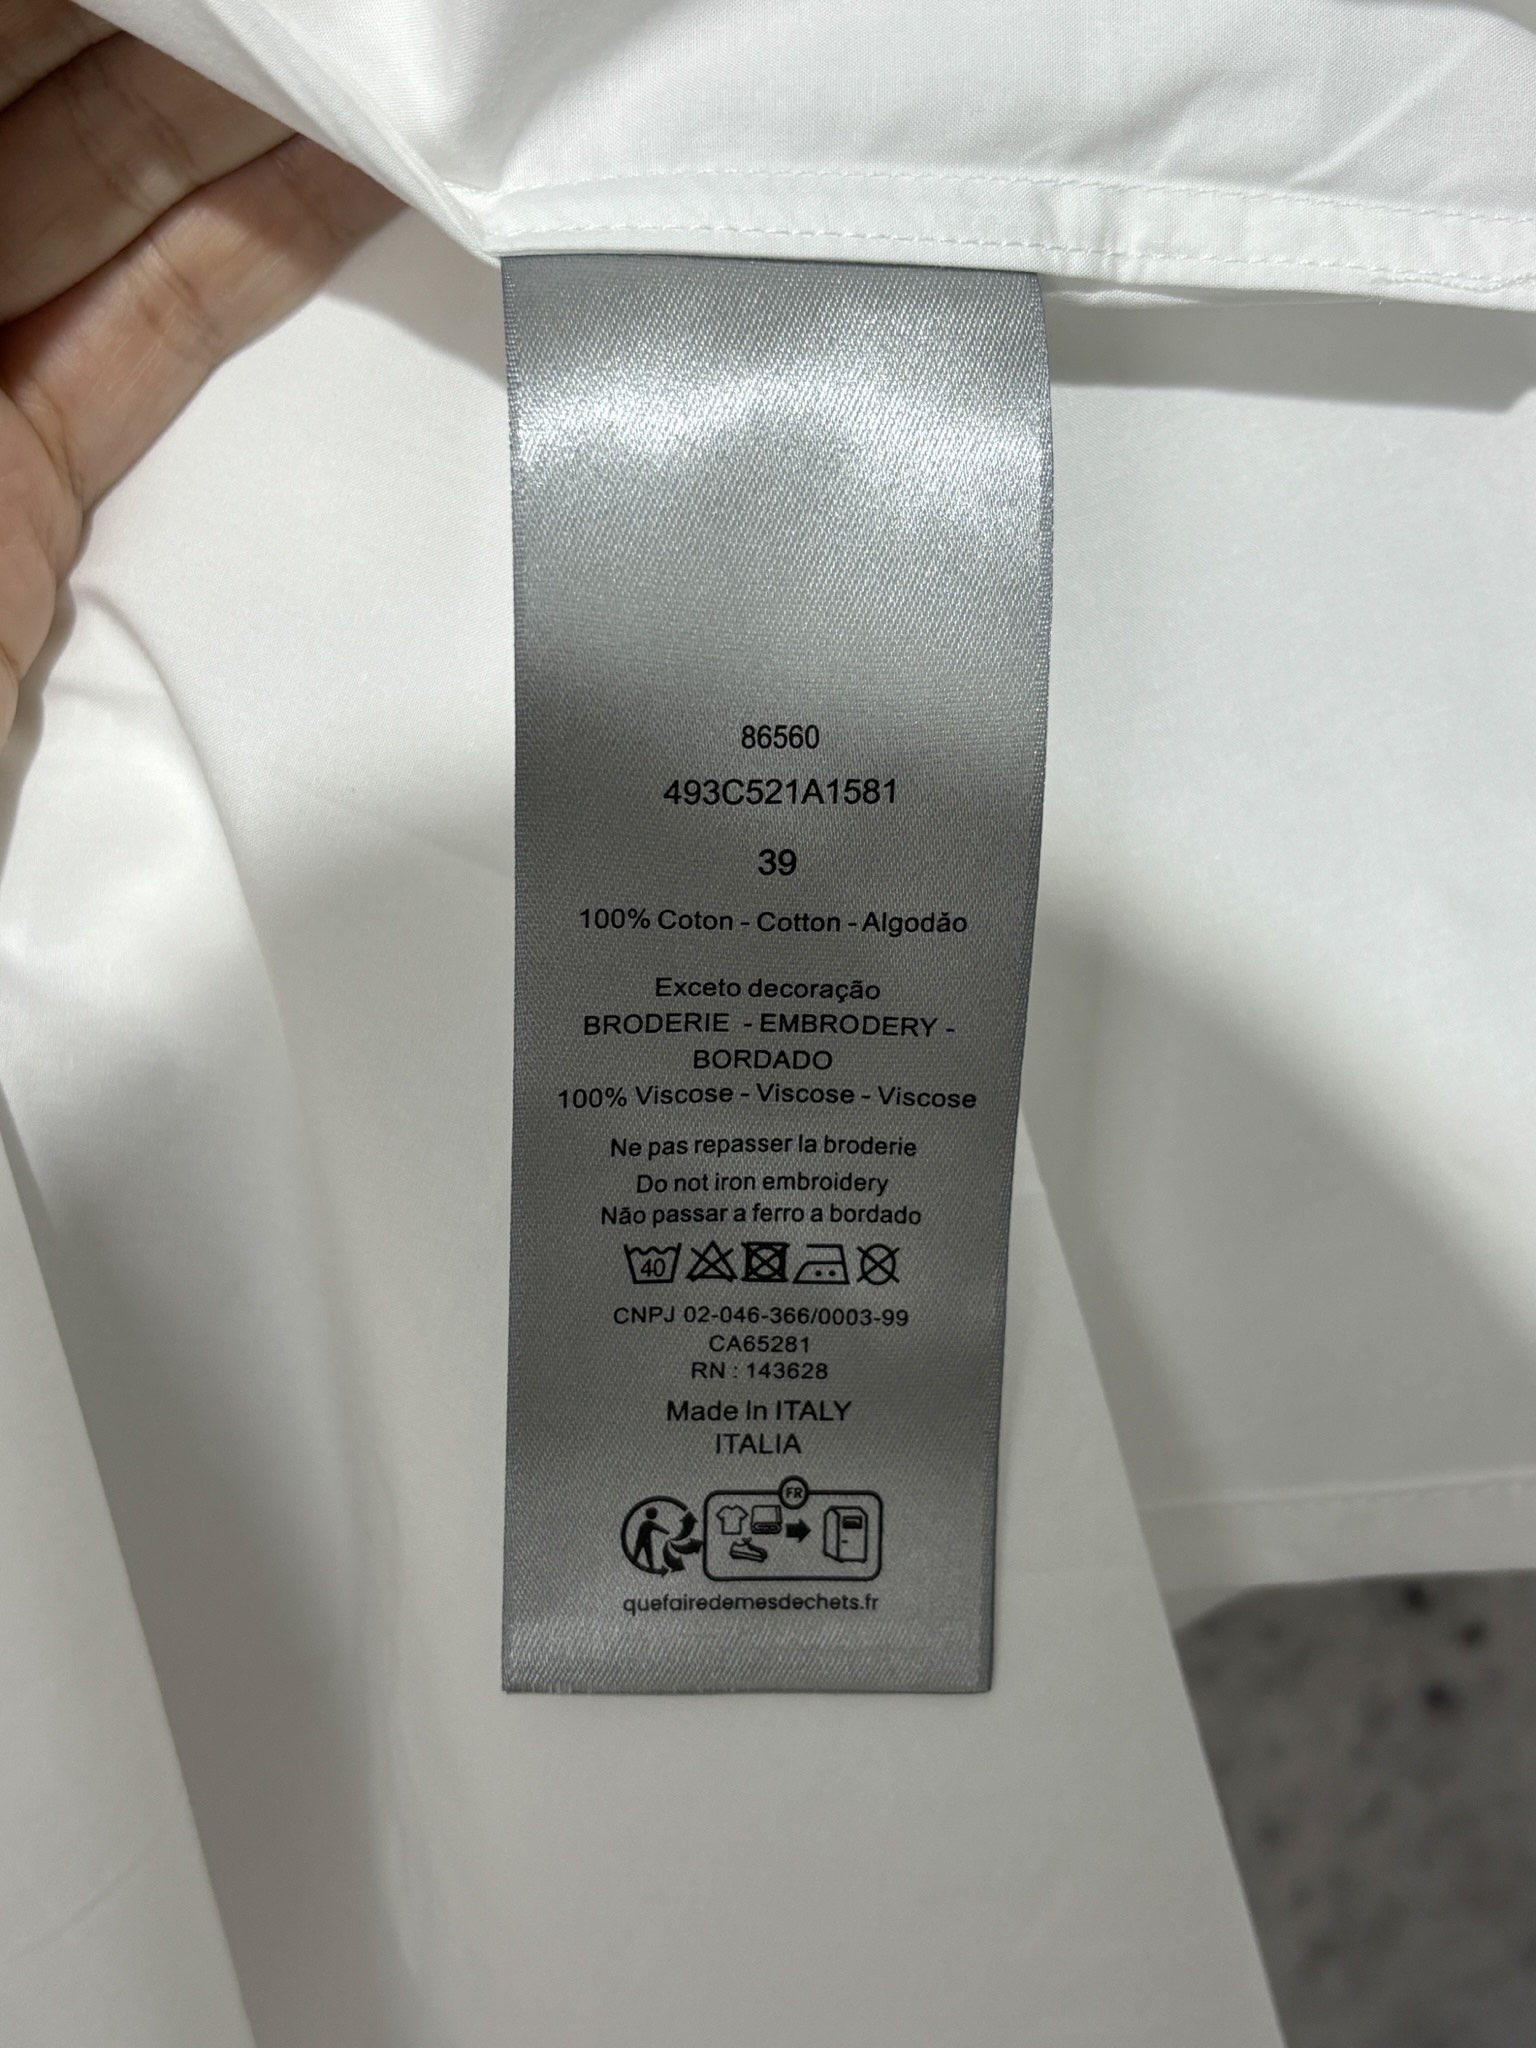 86560
493C521A1581
39
100% Coton - Cotton - Algodão
Exceto decoração
BRODERIE - EMBRODERY -
BORDADO
100% Viscose - Viscose - Viscose
Ne pas repasser la broderie
Do not iron embroidery
Não passar a ferro a bordado
40
CNPJ 02-046-366/0003-99
CA65281
RN : 143628
Made In ITALY
ITALIA
FR
quefairedemesdechets.fr